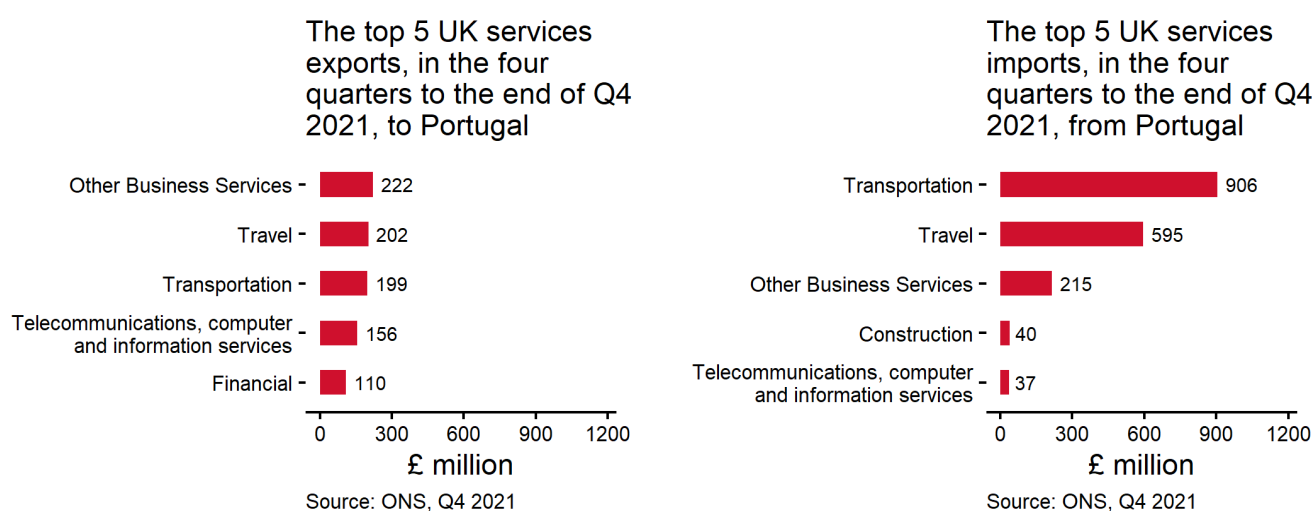 The top 5 UK services
exports, in the four
quarters to the end of Q4
2021, to Portugal
Other Business Services
222
Travel
202
Transportation
199
Telecommunications, computer
and information services
156
Financial
110
0 300 600 900 1200
£ million
Source: ONS, Q4 2021
The top 5 UK services
imports, in the four
quarters to the end of Q4
2021, from Portugal
Transportation
906
Travel
595
Other Business Services
215
Construction
40
Telecommunications, computer
and information services
37
0 300 600 900 1200
£ million
Source: ONS, Q4 2021